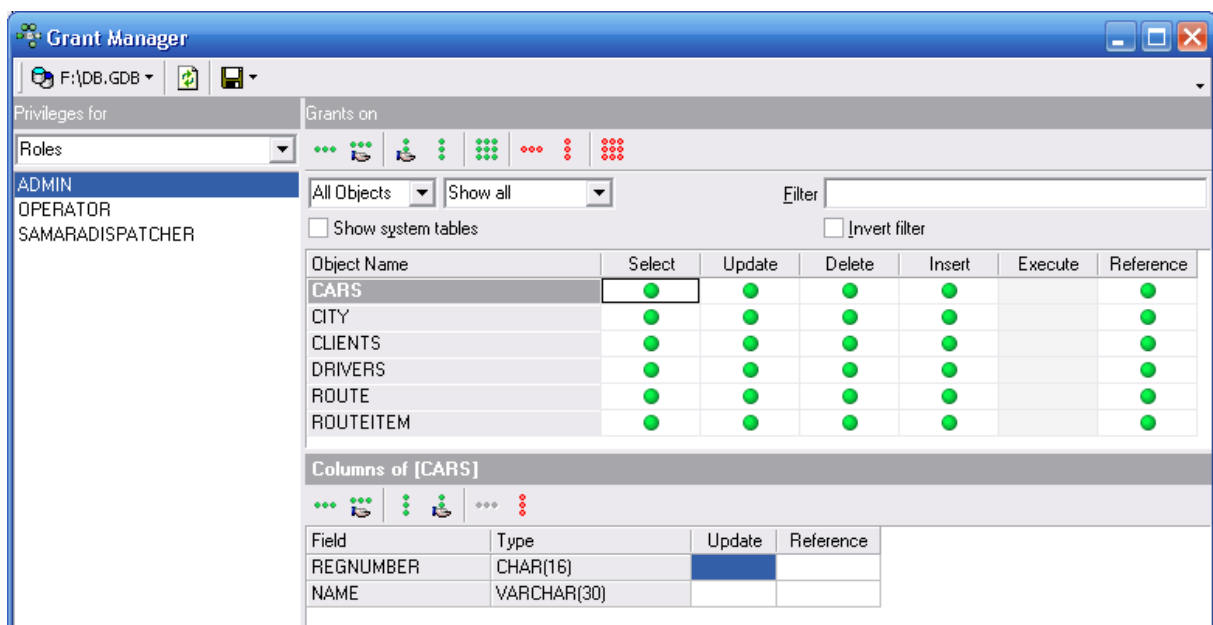 Grant Manager
F:\DB.GDB
Privileges for
Grants on
Roles
ADMIN
OPERATOR
SAMARADISPATCHER
All Objects Show all Filter
Show system tables Invert filter
Object Name Select Update Delete Insert Execute Reference
CARS
CITY
CLIENTS
DRIVERS
ROUTE
ROUTEITEM
Columns of [CARS]
Field Type Update Reference
REGNUMBER CHAR(16)
NAME VARCHAR(30)